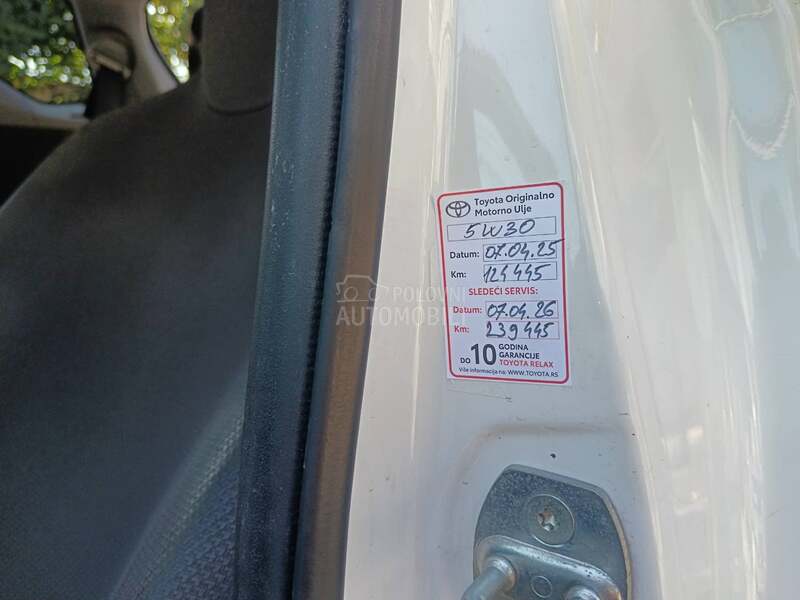 Toyota Originalno
Motorno Ulje
5W30
Datum: 07.04.25
Km: 124445
SLEDEĆI SERVIS:
Datum: 07.04.26
Km: 239445
DO 10 GODINA
GARANCIJE
TOYOTA RELAX
Više informacija na: WWW.TOYOTA.RS
POLOVNI
AUTOMOBILI